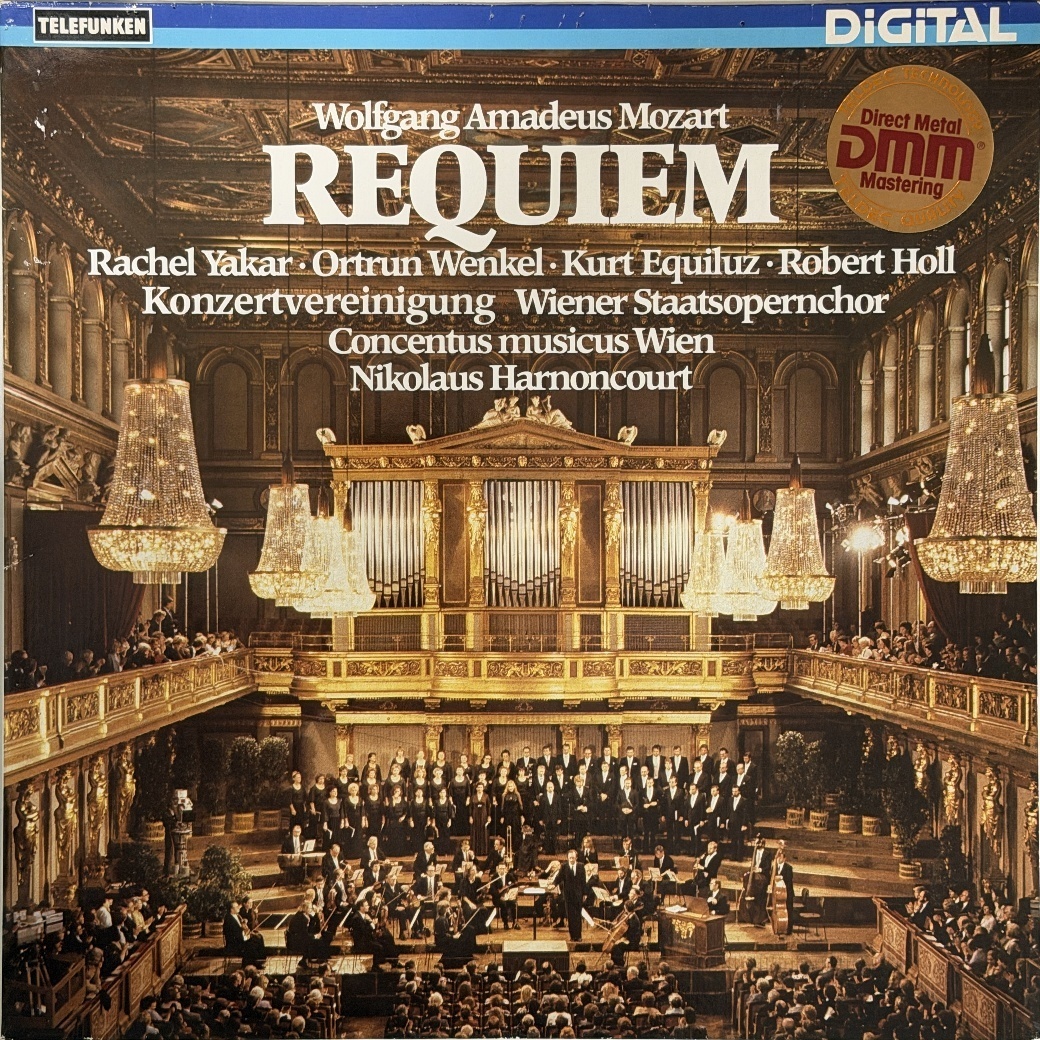 TELEFUNKEN
DiGiTAL
Wolfgang Amadeus Mozart
REQUIEM
Direct Metal
DMM®
Mastering
Rachel Yakar · Ortrun Wenkel · Kurt Equiluz · Robert Holl
Konzertvereinigung Wiener Staatsopernchor
Concentus musicus Wien
Nikolaus Harnoncourt